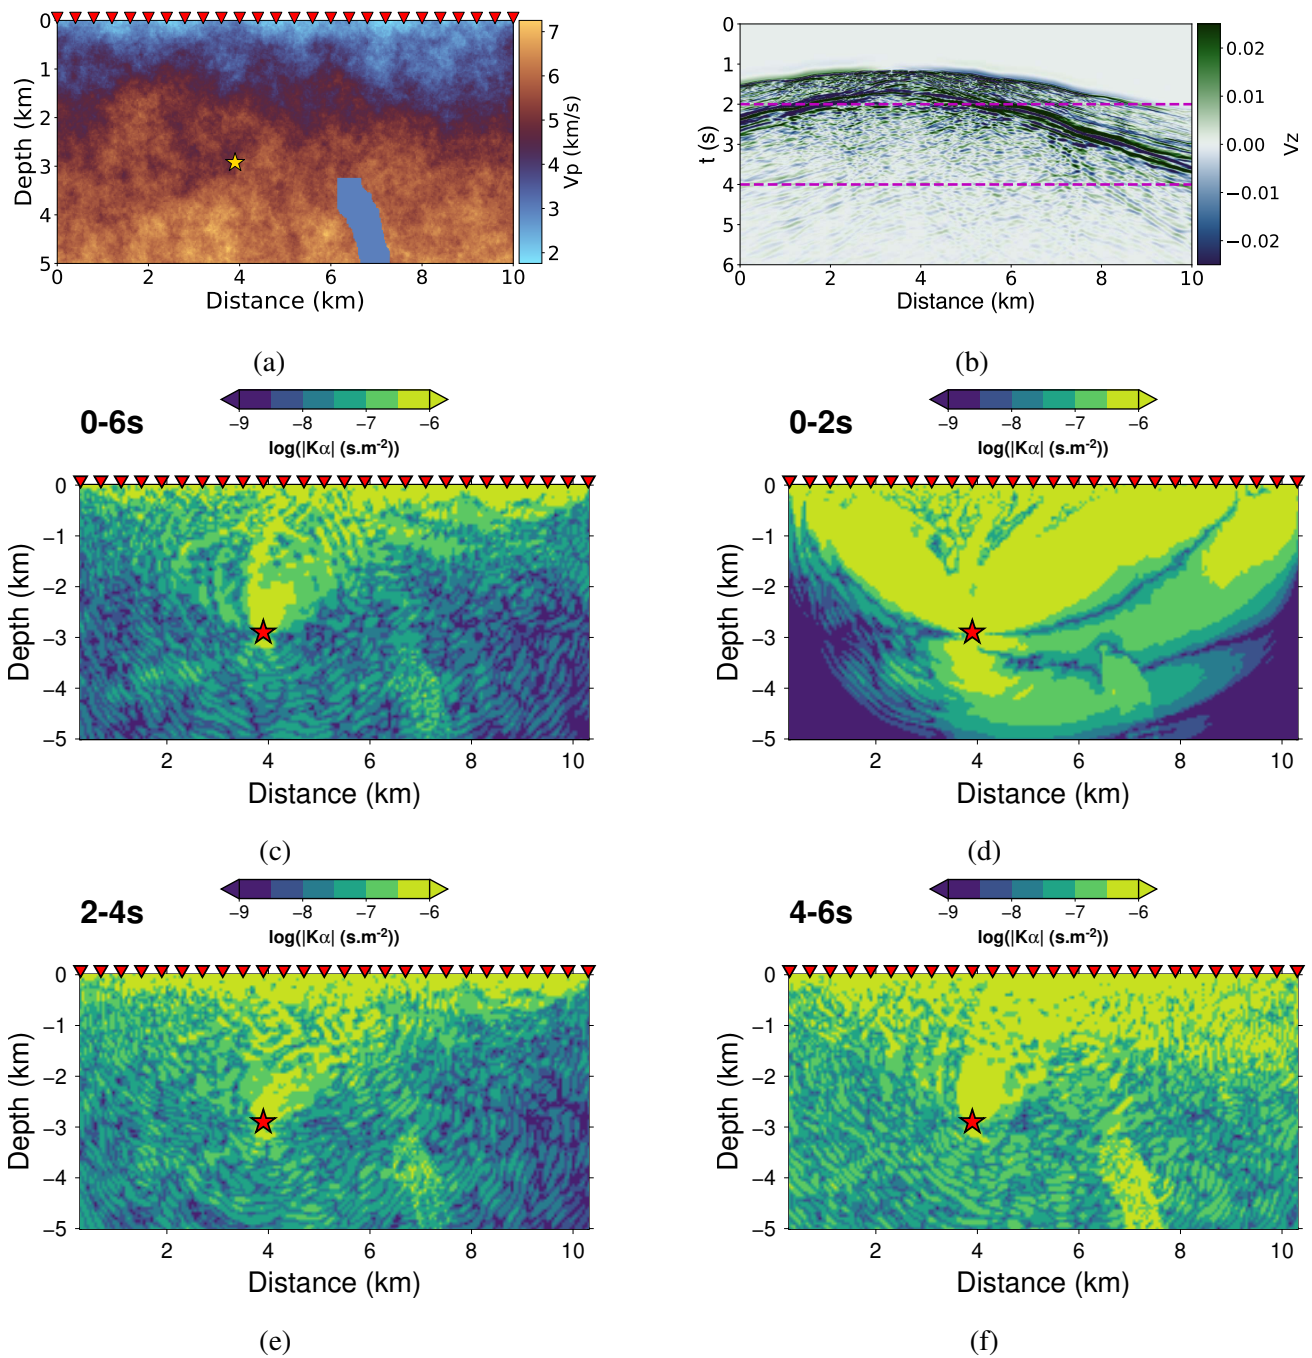 0
1
2
3
4
5
Depth (km)
0
2
4
6
8
10
Distance (km)
7
6
5
4
3
2
Vp (km/s)
(a)
0
1
2
3
4
5
6
t (s)
0
2
4
6
8
10
Distance (km)
0.02
0.01
0.00
−0.01
−0.02
Vz
(b)
0-6s
−9 −8 −7 −6
log(|Kα| (s.m-2))
0
−1
−2
−3
−4
−5
Depth (km)
2 4 6 8 10
Distance (km)
(c)
0-2s
−9 −8 −7 −6
log(|Kα| (s.m-2))
0
−1
−2
−3
−4
−5
Depth (km)
2 4 6 8 10
Distance (km)
(d)
2-4s
−9 −8 −7 −6
log(|Kα| (s.m-2))
0
−1
−2
−3
−4
−5
Depth (km)
2 4 6 8 10
Distance (km)
(e)
4-6s
−9 −8 −7 −6
log(|Kα| (s.m-2))
0
−1
−2
−3
−4
−5
Depth (km)
2 4 6 8 10
Distance (km)
(f)